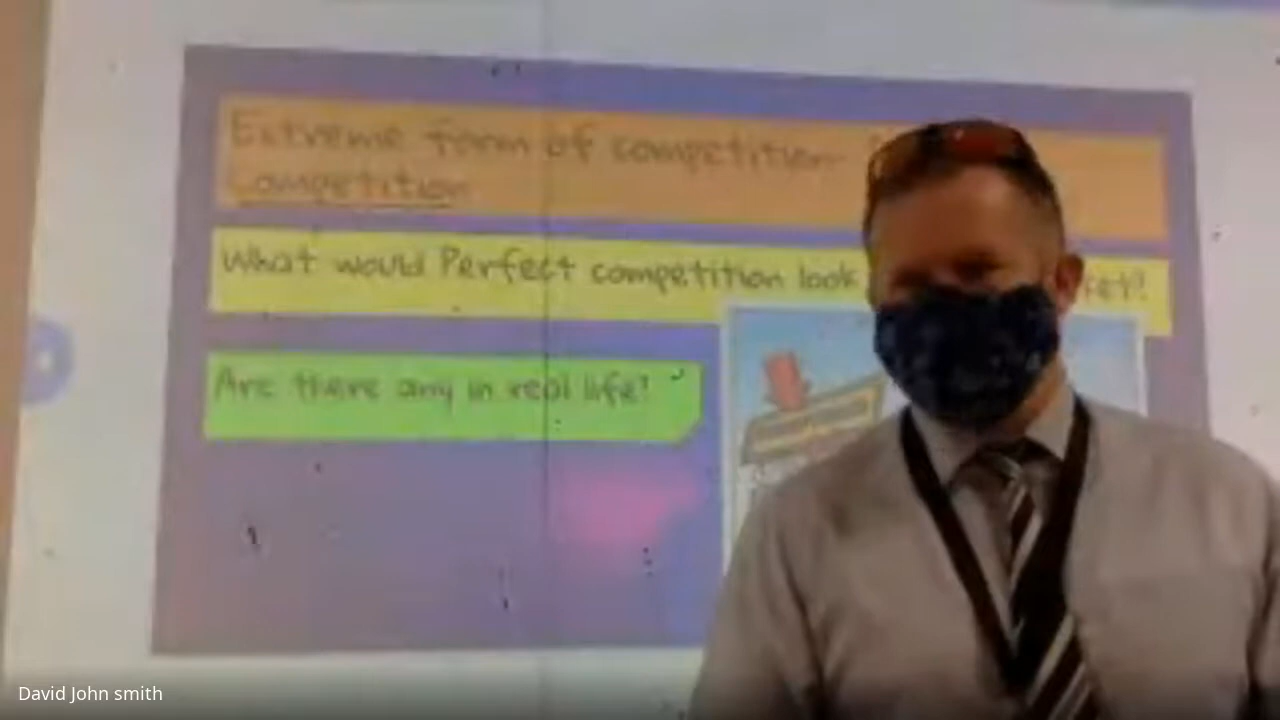 Extreme form of competition-
Competition
What would Perfect competition look
Are there any in real life?
David John smith